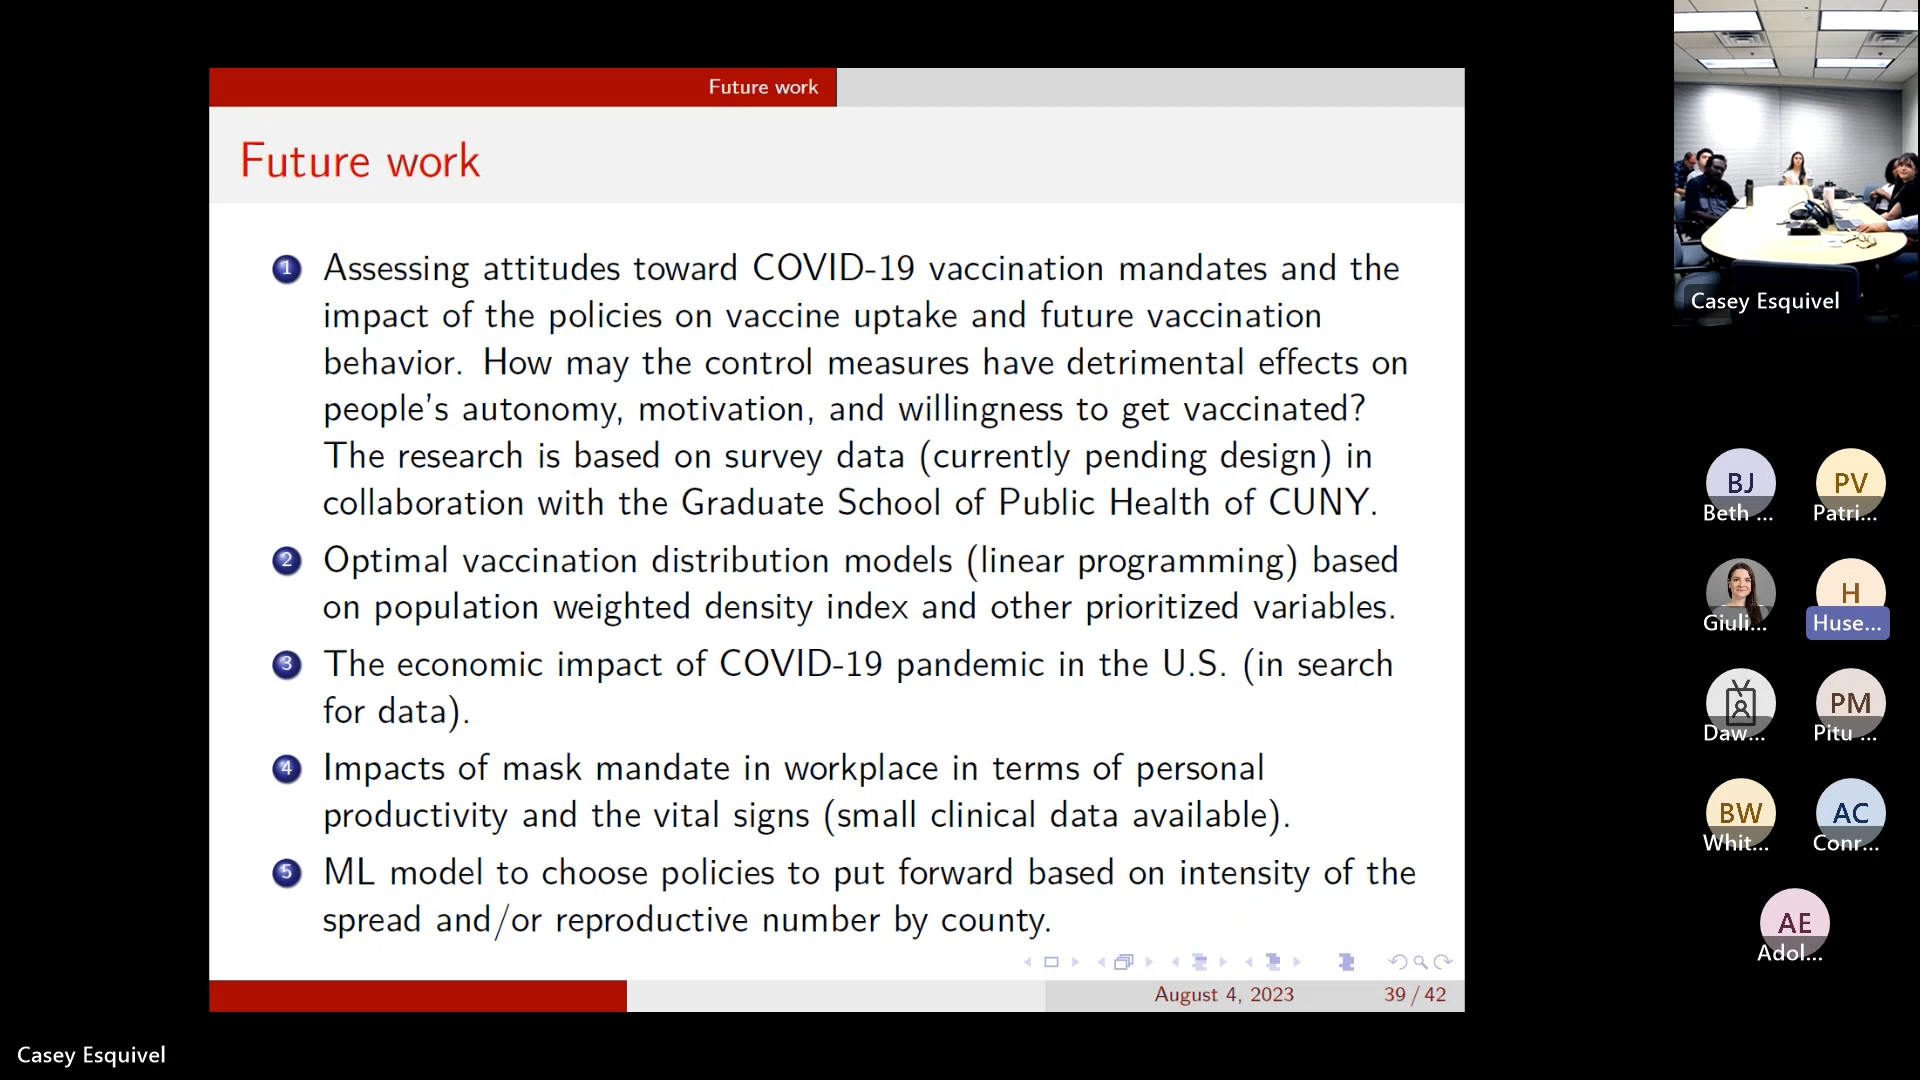 Future work
Future work
1 Assessing attitudes toward COVID-19 vaccination mandates and the
impact of the policies on vaccine uptake and future vaccination
behavior. How may the control measures have detrimental effects on
people's autonomy, motivation, and willingness to get vaccinated?
The research is based on survey data (currently pending design) in
collaboration with the Graduate School of Public Health of CUNY.
2 Optimal vaccination distribution models (linear programming) based
on population weighted density index and other prioritized variables.
3 The economic impact of COVID-19 pandemic in the U.S. (in search
for data).
4 Impacts of mask mandate in workplace in terms of personal
productivity and the vital signs (small clinical data available).
5 ML model to choose policies to put forward based on intensity of the
spread and/or reproductive number by county.
August 4, 2023 39 / 42
Casey Esquivel
Casey Esquivel
BJ PV
Beth ... Patri...
H
Giuli... Huse...
PM
Daw... Pitu ...
BW AC
Whit... Conr...
AE
Adol...